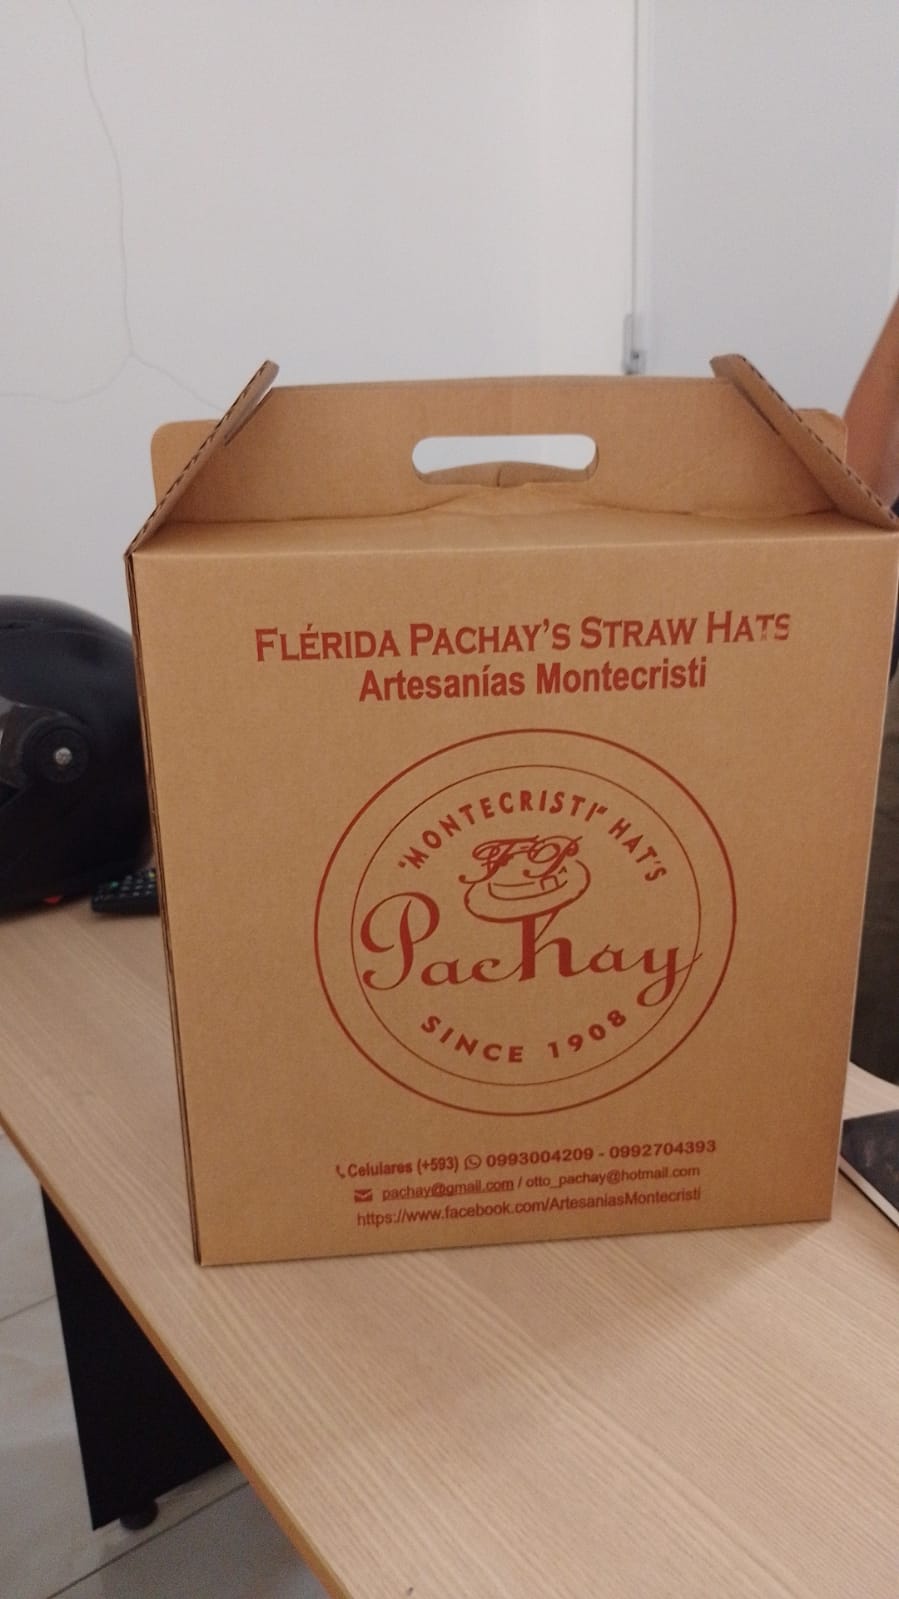 FLÉRIDA PACHAY'S STRAW HATS
Artesanías Montecristi
"MONTECRISTI" HAT'S
FP
Pachay
SINCE 1908
Celulares (+593) 0993004209 - 0992704393
pachay@gmail.com / otto_pachay@hotmail.com
https://www.facebook.com/ArtesaniasMontecristi